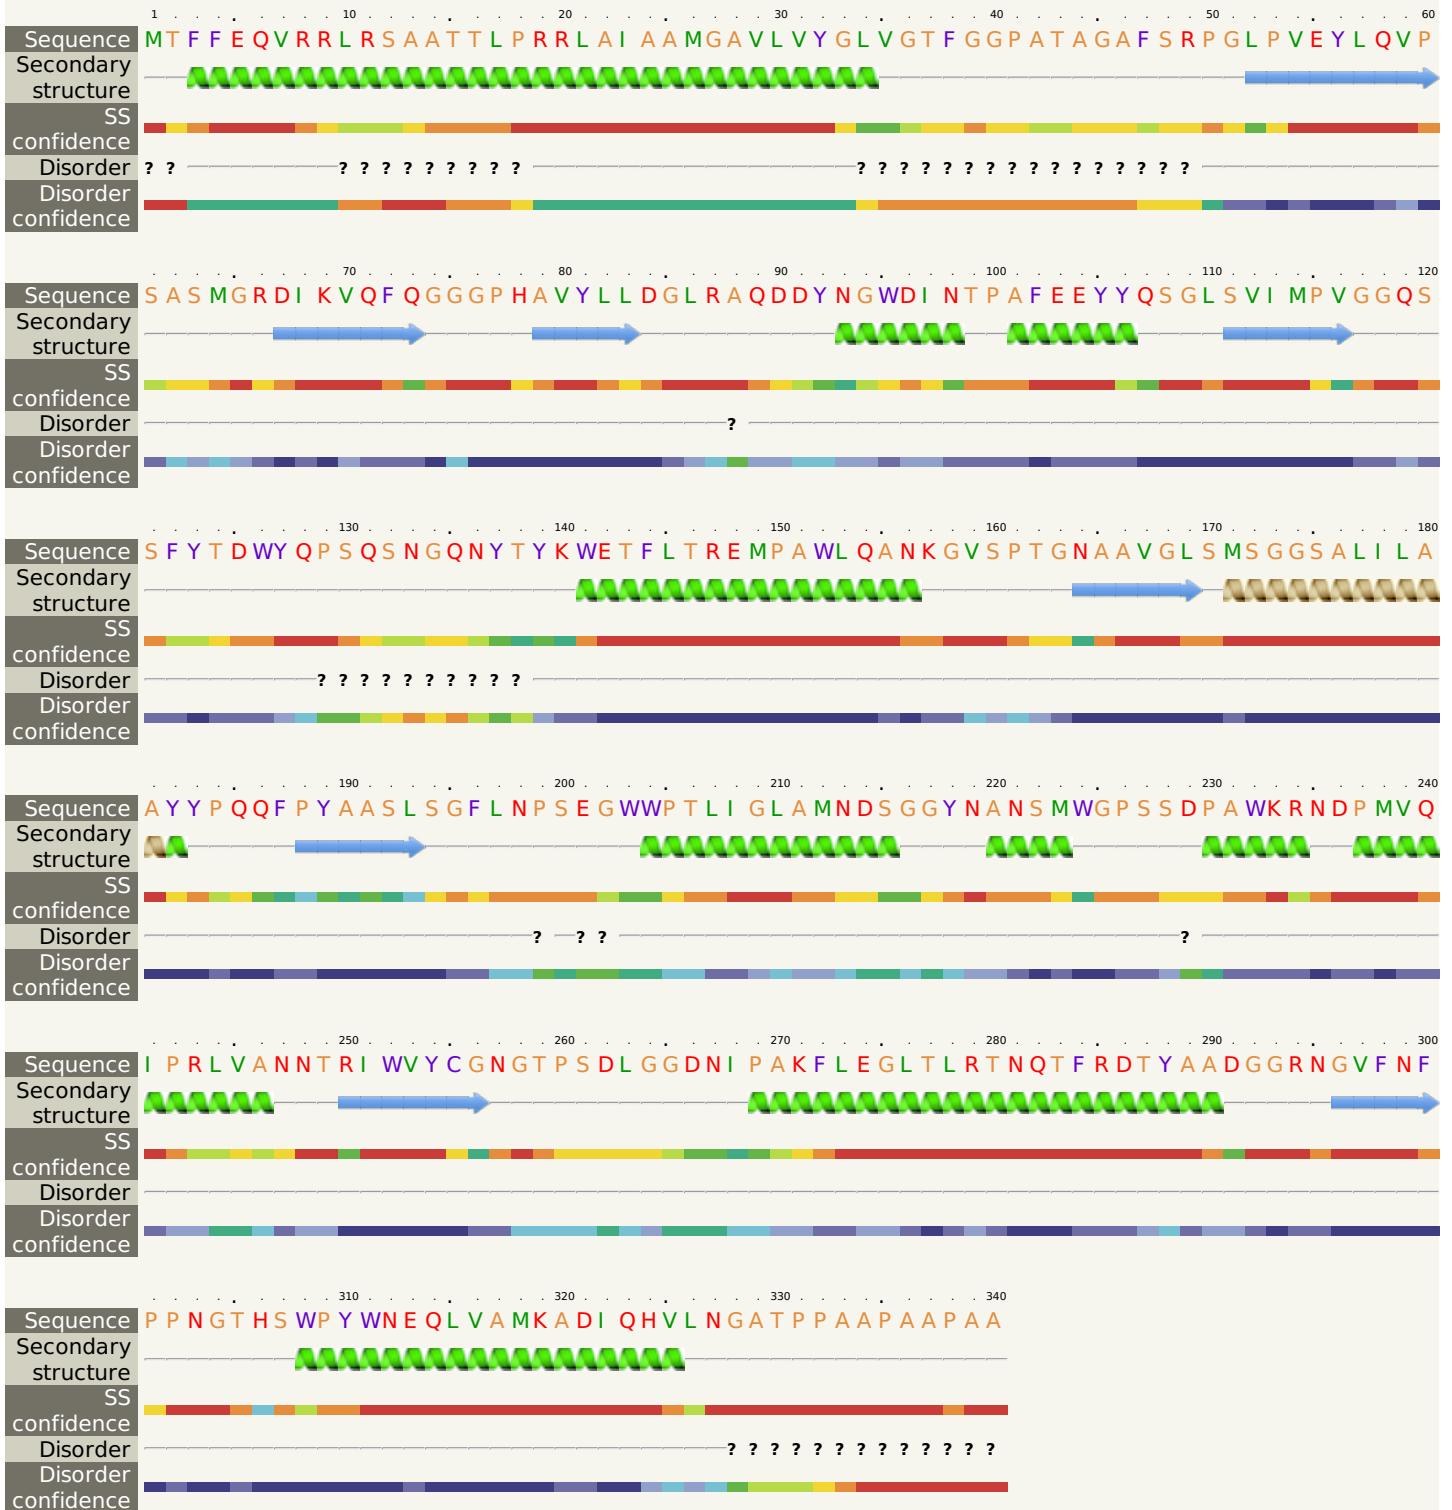 1 . . . . . . . . 10 . . . . . . . . . 20 . . . . . . . . . 30 . . . . . . . . . 40 . . . . . . . . . 50 . . . . . . . . . 60
Sequence MTFFEQVRRLRSAATTLPRRLAIAAMGAVLVYGLVGTFGGPATAGAFSRPGLPVEYLQVP
Secondary
structure
SS
confidence
Disorder ? ? ? ? ? ? ? ? ? ? ? ? ? ? ? ? ? ? ? ? ? ? ? ? ? ? ?
Disorder
confidence
. . . . . . . . . 70 . . . . . . . . . 80 . . . . . . . . . 90 . . . . . . . . . 100 . . . . . . . . . 110 . . . . . . . . . 120
Sequence SASMGRDIKVQFQGGGPHAVYLLDGLRAQDDYNGWDINTPAFEEYYQSGLSVIMPVGGQS
Secondary
structure
SS
confidence
Disorder ?
Disorder
confidence
. . . . . . . . . 130 . . . . . . . . . 140 . . . . . . . . . 150 . . . . . . . . . 160 . . . . . . . . . 170 . . . . . . . . . 180
Sequence SFYTDWYQPSQSNGQNYTYKWETFLTREMPAWLQANKGVSPTGNAAVGLSMSGGSALILA
Secondary
structure
SS
confidence
Disorder ? ? ? ? ? ? ? ? ? ?
Disorder
confidence
. . . . . . . . . 190 . . . . . . . . . 200 . . . . . . . . . 210 . . . . . . . . . 220 . . . . . . . . . 230 . . . . . . . . . 240
Sequence AYYPQQFPYAASLSGFLNPSEGWWPTLIGLAMNDSGGYNANSMWGPSSDPAWKRNDPMVQ
Secondary
structure
SS
confidence
Disorder ? ? ? ?
Disorder
confidence
. . . . . . . . . 250 . . . . . . . . . 260 . . . . . . . . . 270 . . . . . . . . . 280 . . . . . . . . . 290 . . . . . . . . . 300
Sequence IPRLVANNTRIWVYCGNGTPSDLGGDNIPAKFLEGLTLRTNQTFRDTYAADGGRNGVFNF
Secondary
structure
SS
confidence
Disorder
Disorder
confidence
. . . . . . . . . 310 . . . . . . . . . 320 . . . . . . . . . 330 . . . . . . . . . 340
Sequence PPNGTHSWPYWNEQLVAMKADIQHVLNGATPPAAPAAPAA
Secondary
structure
SS
confidence
Disorder ? ? ? ? ? ? ? ? ? ? ? ? ?
Disorder
confidence